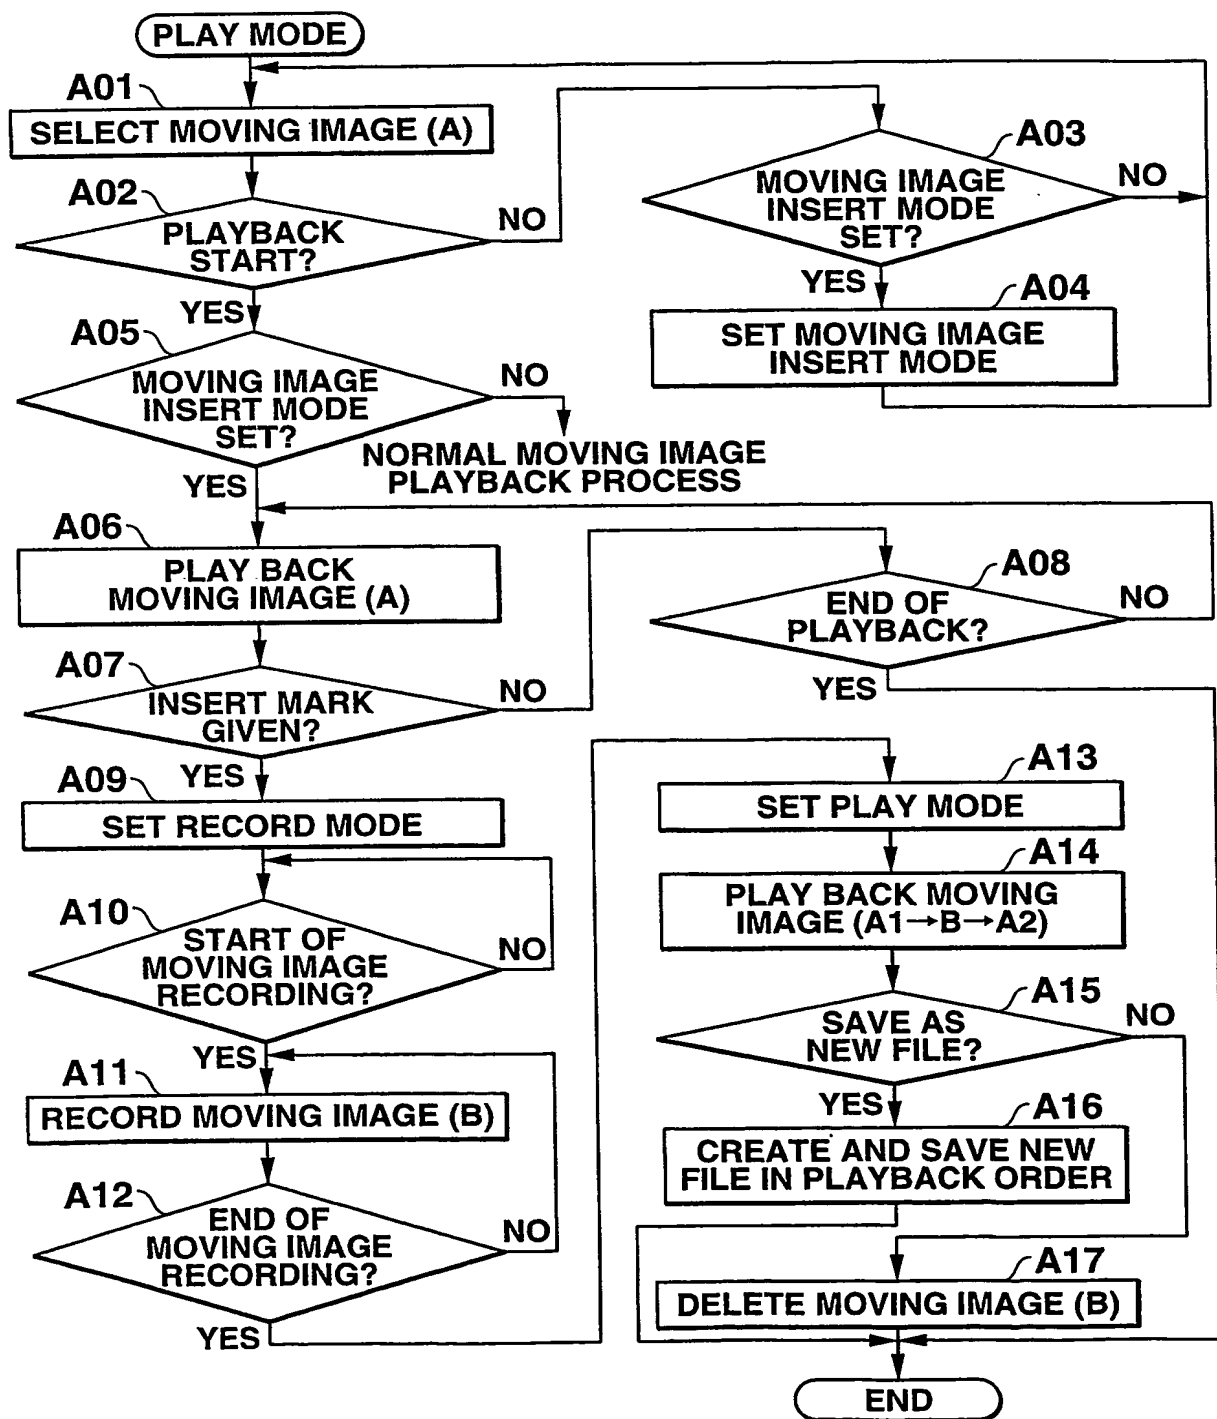 PLAY MODE
A01
SELECT MOVING IMAGE (A)
A02
PLAYBACK
START?
NO
YES
A03
MOVING IMAGE
INSERT MODE
SET?
NO
YES
A04
SET MOVING IMAGE
INSERT MODE
A05
MOVING IMAGE
INSERT MODE
SET?
NO
NORMAL MOVING IMAGE
PLAYBACK PROCESS
YES
A06
PLAY BACK
MOVING IMAGE (A)
A07
INSERT MARK
GIVEN?
NO
YES
A08
END OF
PLAYBACK?
NO
YES
A09
SET RECORD MODE
A10
START OF
MOVING IMAGE
RECORDING?
NO
YES
A11
RECORD MOVING IMAGE (B)
A12
END OF
MOVING IMAGE
RECORDING?
NO
YES
A13
SET PLAY MODE
A14
PLAY BACK MOVING
IMAGE (A1→B→A2)
A15
SAVE AS
NEW FILE?
NO
YES
A16
CREATE AND SAVE NEW
FILE IN PLAYBACK ORDER
A17
DELETE MOVING IMAGE (B)
END